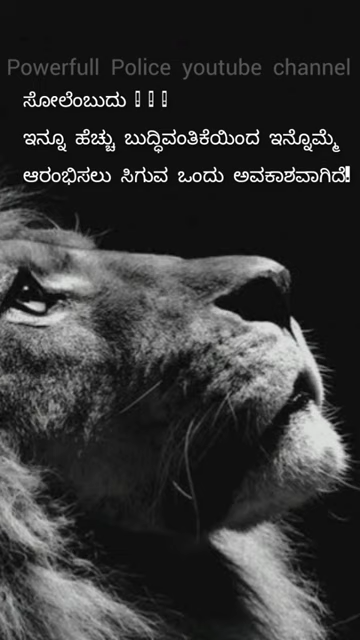 Powerfull Police youtube channel
ಸೋಲೆಂಬುದು ! ! !
ಇನ್ನೂ ಹೆಚ್ಚು ಬುದ್ಧಿವಂತಿಕೆಯಿಂದ ಇನ್ನೊಮ್ಮೆ
ಆರಂಭಿಸಲು ಸಿಗುವ ಒಂದು ಅವಕಾಶವಾಗಿದೆ!